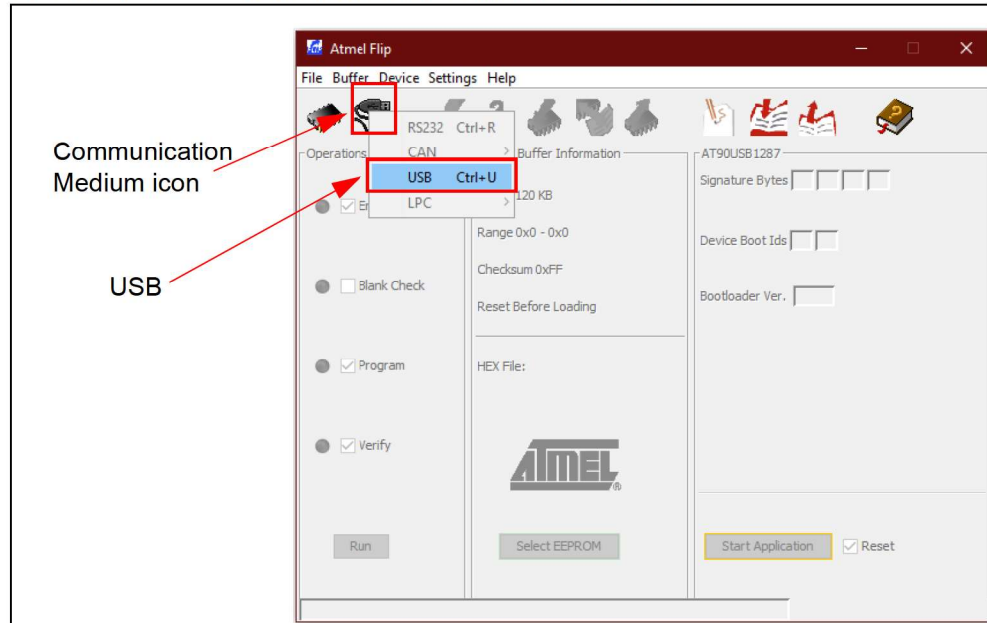 Atmel Flip
File Buffer Device Settings Help
Communication
Medium icon
USB
RS232 Ctrl+R
CAN >
USB Ctrl+U
LPC >
Operations
Blank Check
Program
Verify
Run
Buffer Information
120 KB
Range 0x0 - 0x0
Checksum 0xFF
Reset Before Loading
HEX File:
ATMEL
®
Select EEPROM
AT90USB1287
Signature Bytes
Device Boot Ids
Bootloader Ver.
Start Application
Reset